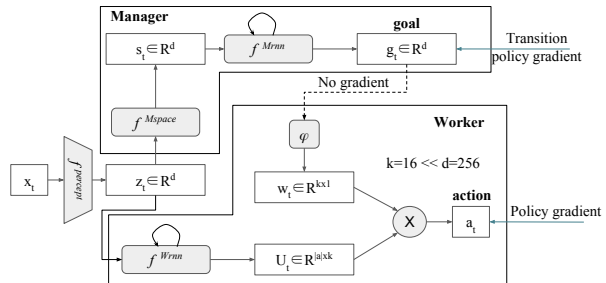 Manager
goal
s_t ∈ R^d
f^Mrnn
g_t ∈ R^d
Transition
policy gradient
No gradient
f^Mspace
Worker
φ
k=16 << d=256
f^percept
x_t
z_t ∈ R^d
w_t ∈ R^kx1
action
X
a_t
Policy gradient
f^Wrnn
U_t ∈ R^|a|xk